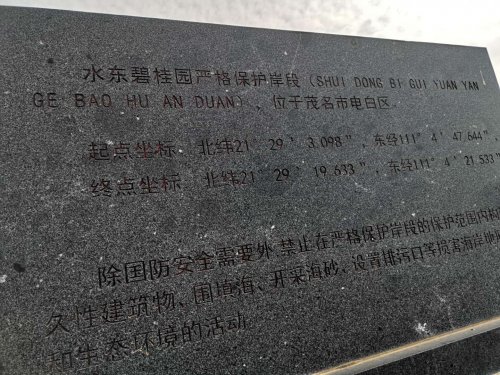 水东碧桂园严格保护岸段（SHUI DONG BI GUI YUAN YAN
GE BAO HU AN DUAN），位于茂名市电白区。
起点坐标：北纬21°29′3.098″，东经111°4′47.644″
终点坐标：北纬21°29′19.633″，东经111°4′21.533″
除国防安全需要外，禁止在严格保护岸段的保护范围内构
久性建筑物、围填海、开采海砂、设置排污口等损害海岸地
和生态环境的活动